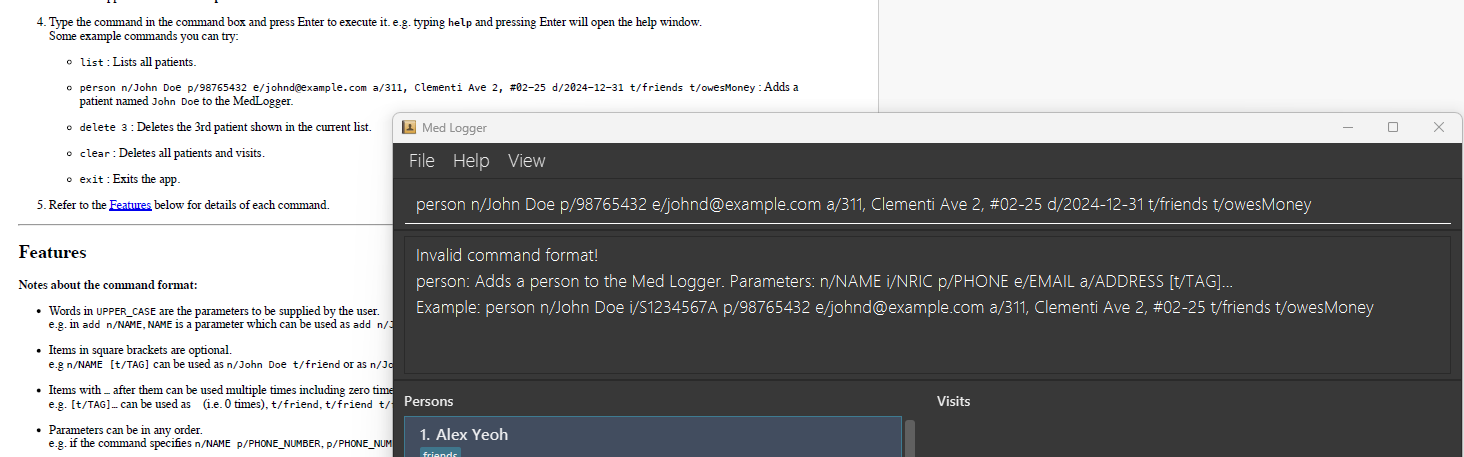 4. Type the command in the command box and press Enter to execute it. e.g. typing help and pressing Enter will open the help window.
Some example commands you can try:
list : Lists all patients.
person n/John Doe p/98765432 e/johnd@example.com a/311, Clementi Ave 2, #02-25 d/2024-12-31 t/friends t/owesMoney : Adds a
patient named John Doe to the MedLogger.
delete 3 : Deletes the 3rd patient shown in the current list.
clear : Deletes all patients and visits.
exit : Exits the app.
5. Refer to the Features below for details of each command.
Features
Notes about the command format:
Words in UPPER_CASE are the parameters to be supplied by the user.
e.g. in add n/NAME, NAME is a parameter which can be used as add n/J
Items in square brackets are optional.
e.g n/NAME [t/TAG] can be used as n/John Doe t/friend or as n/Jo
Items with … after them can be used multiple times including zero time
e.g. [t/TAG]… can be used as (i.e. 0 times), t/friend, t/friend t/
Parameters can be in any order.
e.g. if the command specifies n/NAME p/PHONE_NUMBER, p/PHONE_NUM
Med Logger
File Help View
person n/John Doe p/98765432 e/johnd@example.com a/311, Clementi Ave 2, #02-25 d/2024-12-31 t/friends t/owesMoney
Invalid command format!
person: Adds a person to the Med Logger. Parameters: n/NAME i/NRIC p/PHONE e/EMAIL a/ADDRESS [t/TAG]...
Example: person n/John Doe i/S1234567A p/98765432 e/johnd@example.com a/311, Clementi Ave 2, #02-25 t/friends t/owesMoney
Persons
Visits
1. Alex Yeoh
friends